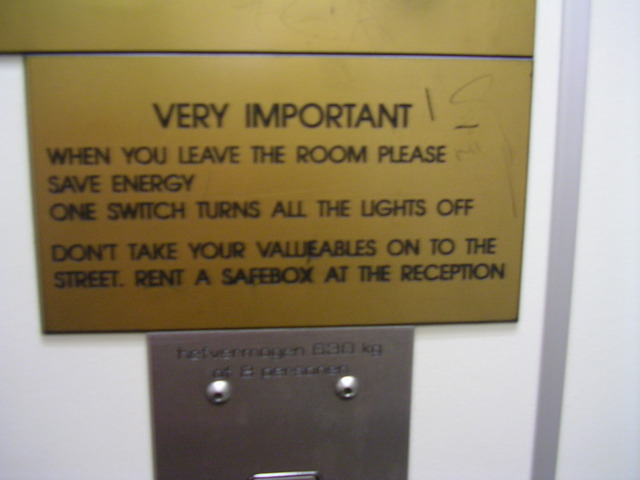 VERY IMPORTANT
WHEN YOU LEAVE THE ROOM PLEASE
SAVE ENERGY
ONE SWITCH TURNS ALL THE LIGHTS OFF
DON'T TAKE YOUR VALUEABLES ON TO THE
STREET. RENT A SAFEBOX AT THE RECEPTION
hefvermogen 630 kg
of 8 personen